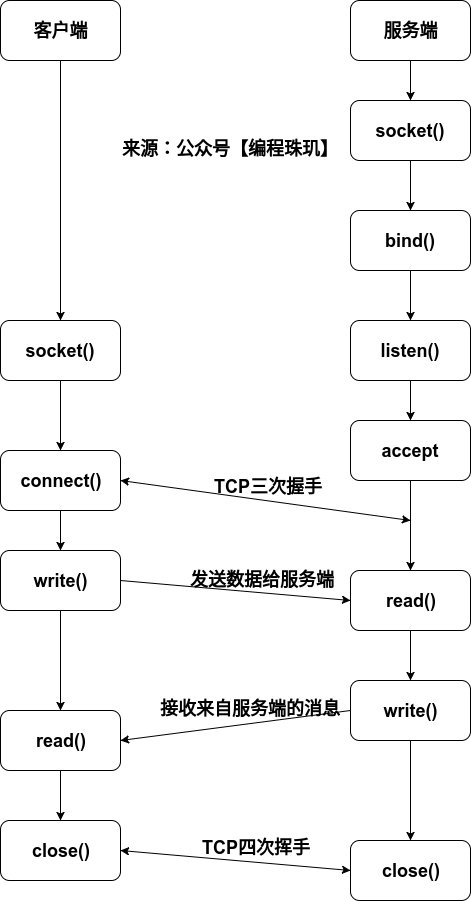 客户端
服务端
socket()
来源：公众号【编程珠玑】
bind()
socket()
listen()
accept
connect()
TCP三次握手
write()
发送数据给服务端
read()
接收来自服务端的消息
write()
read()
TCP四次挥手
close()
close()